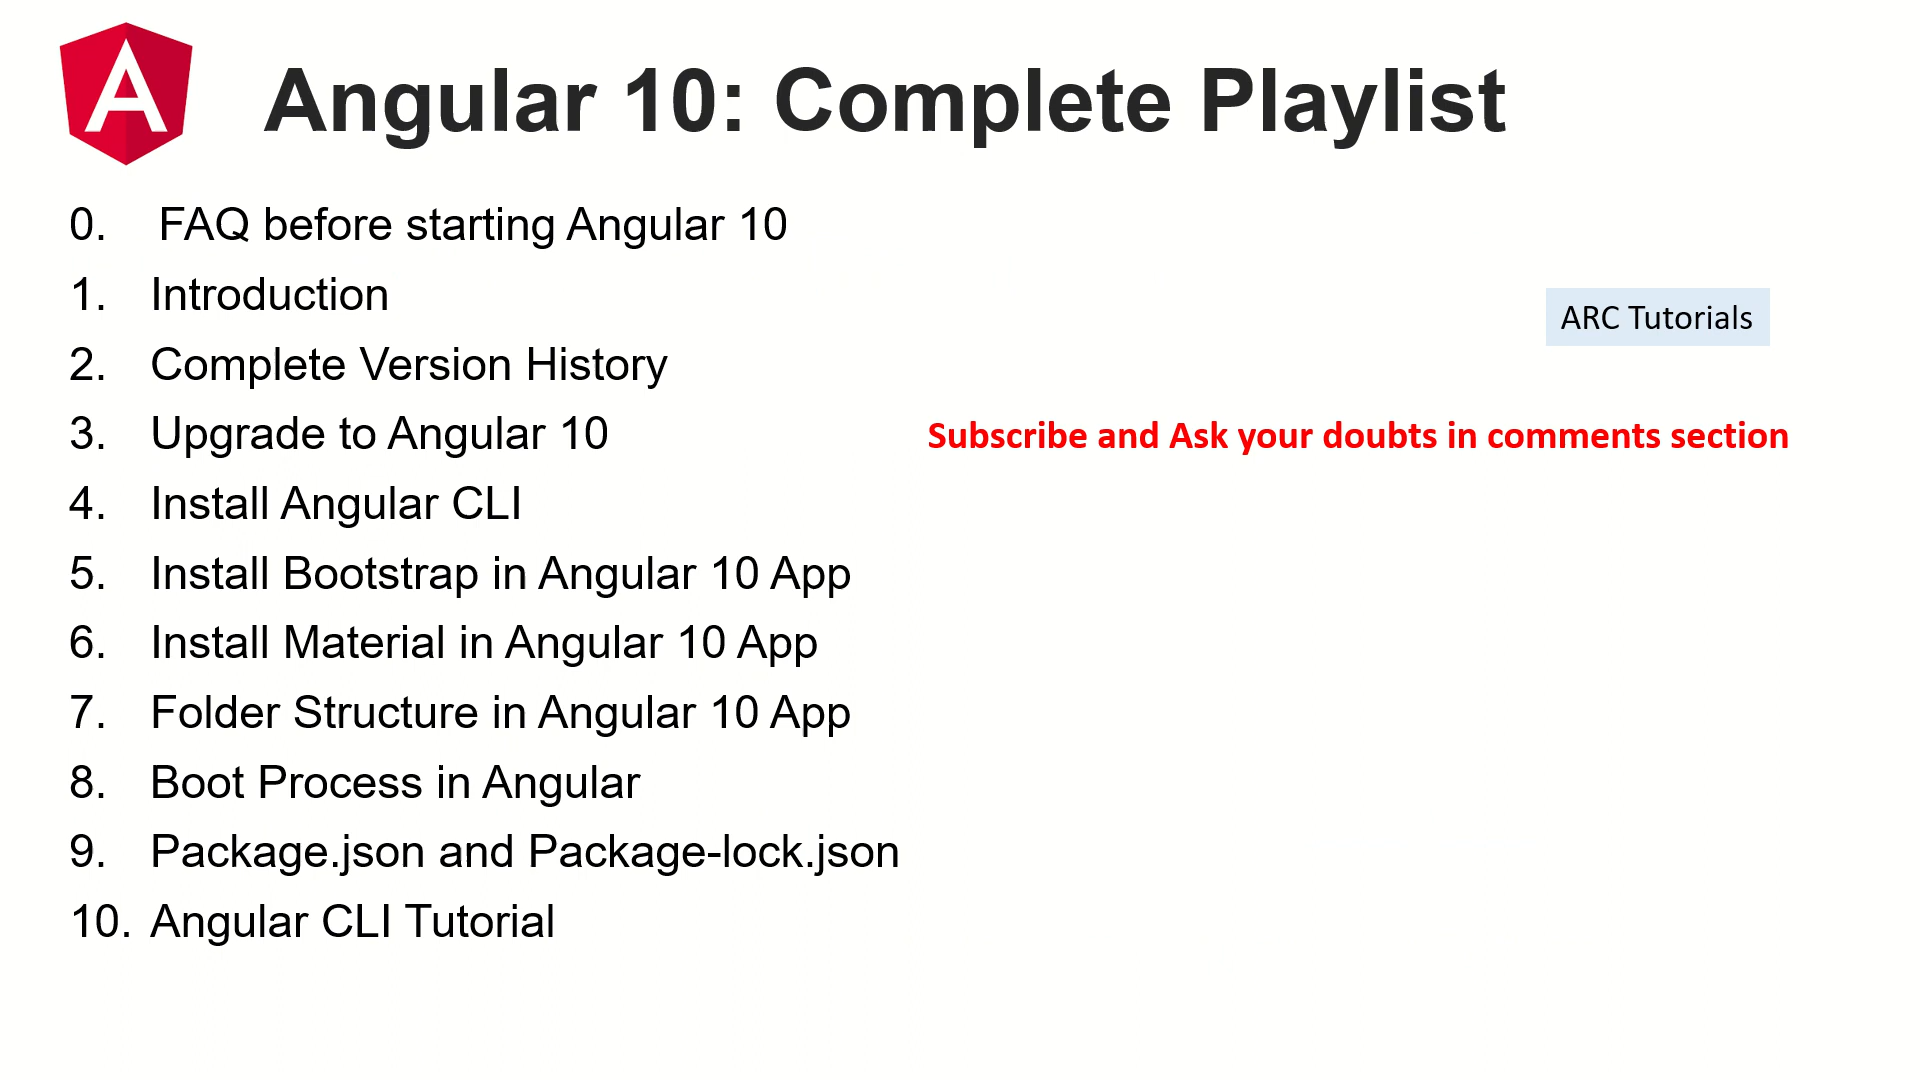 Angular 10: Complete Playlist
0. FAQ before starting Angular 10
1. Introduction
2. Complete Version History
3. Upgrade to Angular 10
4. Install Angular CLI
5. Install Bootstrap in Angular 10 App
6. Install Material in Angular 10 App
7. Folder Structure in Angular 10 App
8. Boot Process in Angular
9. Package.json and Package-lock.json
10. Angular CLI Tutorial
ARC Tutorials
Subscribe and Ask your doubts in comments section